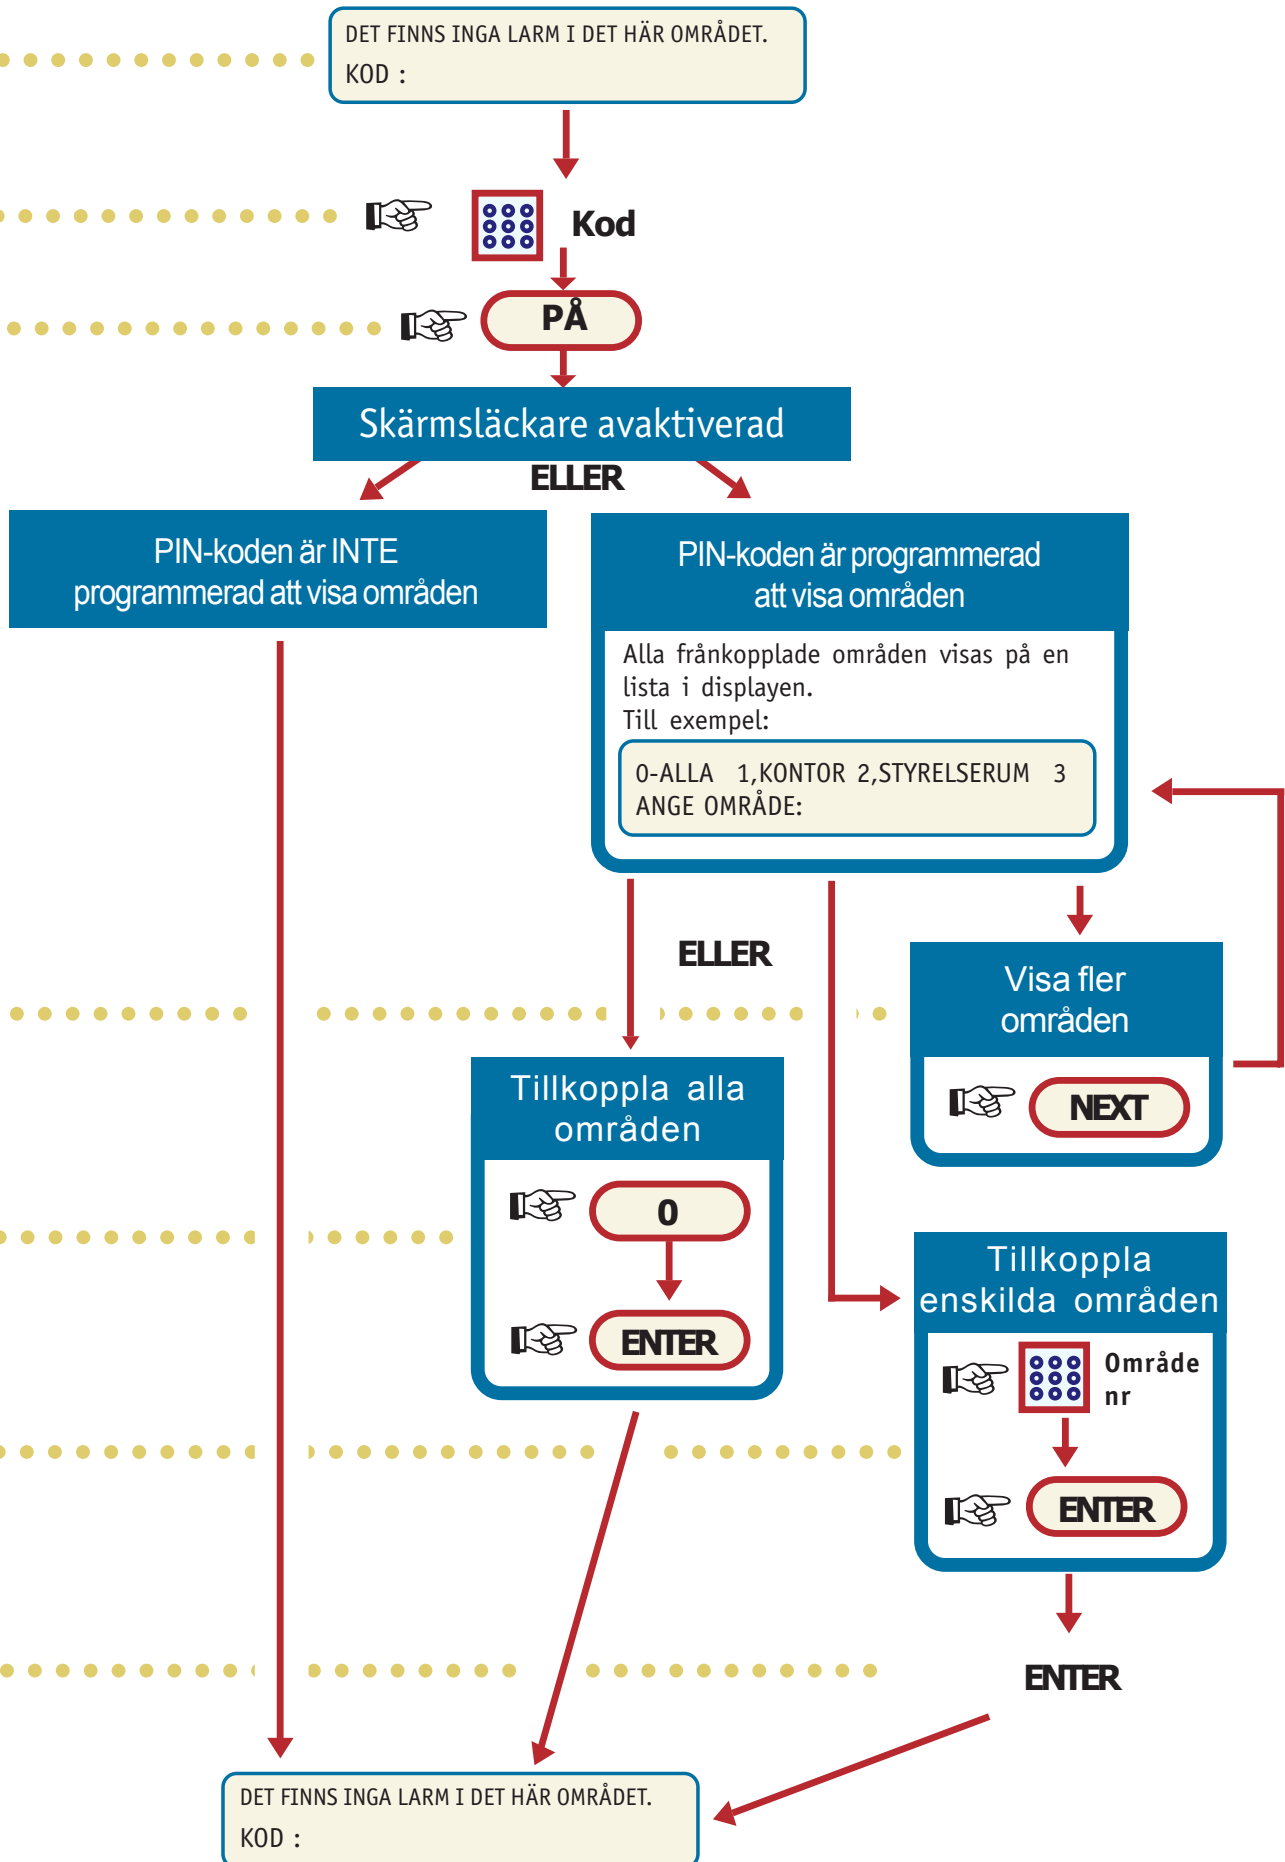 DET FINNS INGA LARM I DET HÄR OMRÅDET.
KOD :
Kod
PÅ
Skärmsläckare avaktiverad
ELLER
PIN-koden är INTE
programmerad att visa områden
PIN-koden är programmerad
att visa områden
Alla frånkopplade områden visas på en
lista i displayen.
Till exempel:
0-ALLA 1,KONTOR 2,STYRELSERUM 3
ANGE OMRÅDE:
ELLER
Visa fler
områden
NEXT
Tillkoppla alla
områden
0
ENTER
Tillkoppla
enskilda områden
Område
nr
ENTER
ENTER
DET FINNS INGA LARM I DET HÄR OMRÅDET.
KOD :